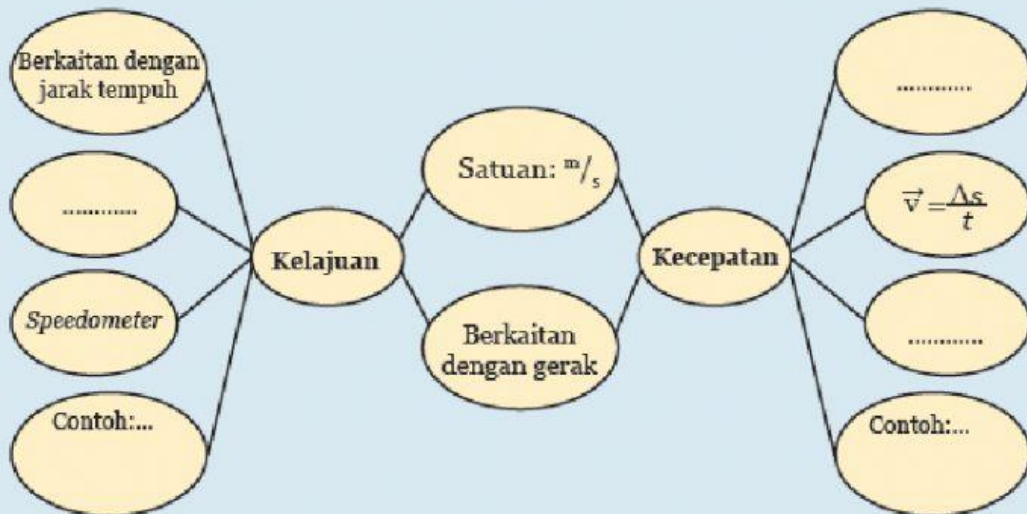 Berkaitan dengan
jarak tempuh
............
Speedometer
Contoh:...
Kelajuan
Satuan: m/s
Berkaitan
dengan gerak
Kecepatan
............
v⃗ = Δs/t
............
Contoh:...